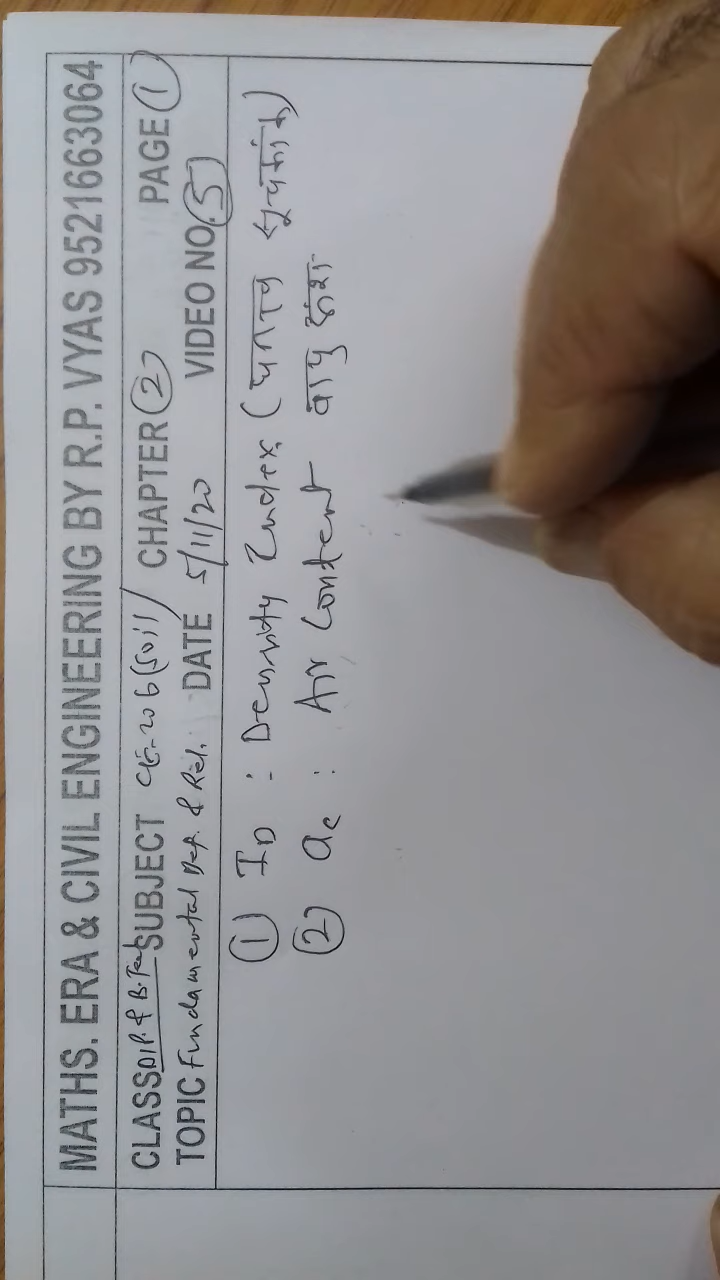 MATHS. ERA & CIVIL ENGINEERING BY R.P. VYAS 9521663064
CLASS DIP. & B.Tech SUBJECT CE-206 (Soil) CHAPTER (2) PAGE (1)
TOPIC Fundamental Def. & Rel. DATE 5/11/20 VIDEO NO. (5)
(1) ID : Density Index (घनत्व सूचकांक)
(2) ac : Air Content वायु अंश